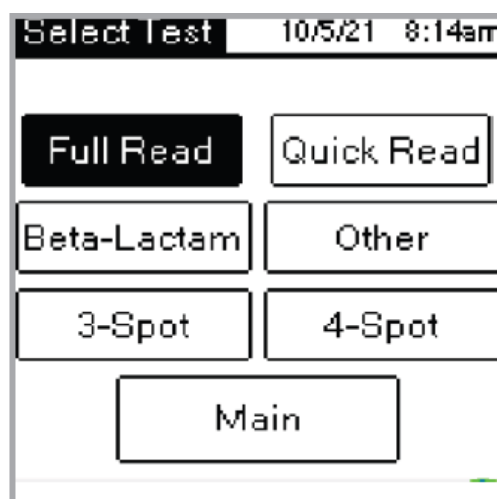 Select Test 10/5/21 8:14am
Full Read Quick Read
Beta-Lactam Other
3-Spot 4-Spot
Main